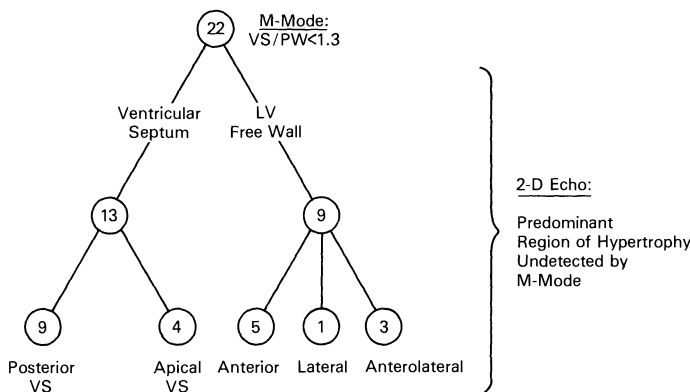 22
M-Mode:
VS/PW<1.3
Ventricular
Septum
LV
Free Wall
13
9
2-D Echo:
Predominant
Region of Hypertrophy
Undetected by
M-Mode
9
4
5
1
3
Posterior
VS
Apical
VS
Anterior
Lateral
Anterolateral